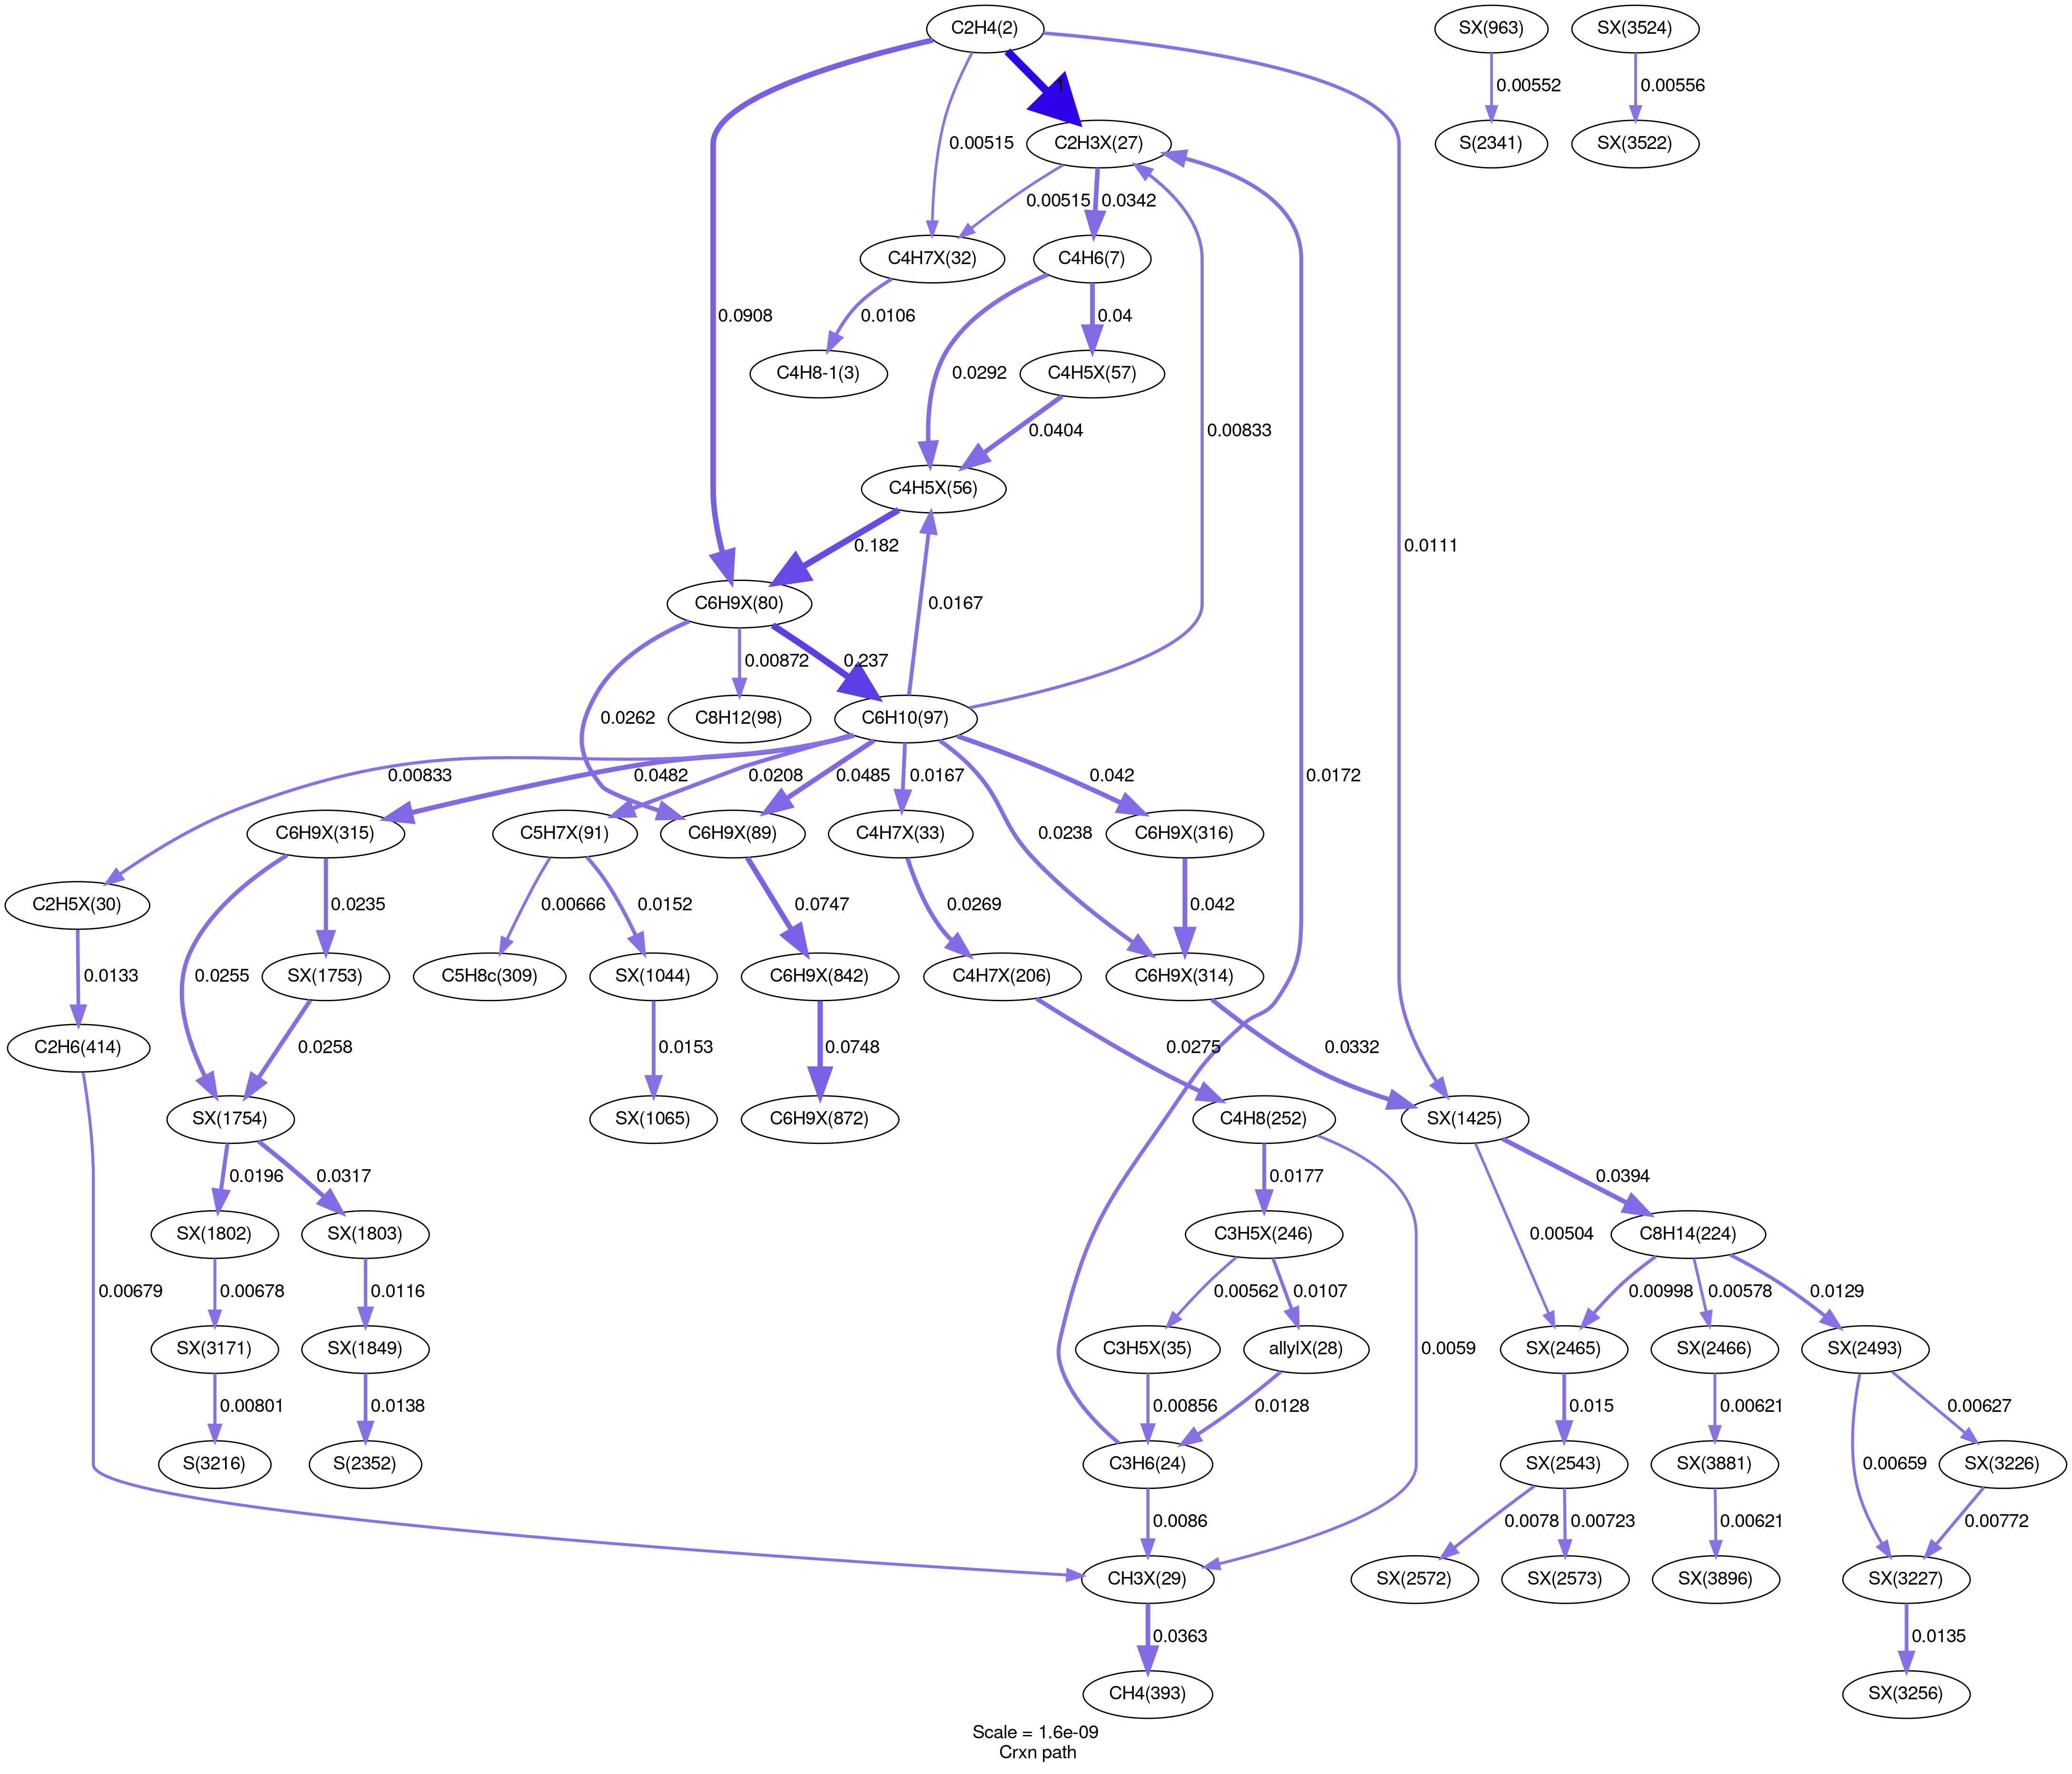 C2H4(2)
SX(963)
SX(3524)
1
0.00552
0.00556
C2H3X(27)
S(2341)
SX(3522)
0.00515
0.00515
0.0342
C4H7X(32)
C4H6(7)
0.0908
0.0106
0.04
C4H8-1(3)
0.0292
C4H5X(57)
0.0404
0.00833
C4H5X(56)
0.182
0.0111
C6H9X(80)
0.0167
0.00872
0.237
0.0262
C8H12(98)
C6H10(97)
0.00833
0.0482
0.0208
0.0485
0.0167
0.042
0.0172
C6H9X(315)
C5H7X(91)
C6H9X(89)
C4H7X(33)
0.0238
C6H9X(316)
C2H5X(30)
0.0235
0.00666
0.0152
0.0747
0.0269
0.042
0.0133
0.0255
SX(1753)
C5H8c(309)
SX(1044)
C6H9X(842)
C4H7X(206)
C6H9X(314)
C2H6(414)
0.0258
0.0153
0.0748
0.0275
0.0332
SX(1754)
SX(1065)
C6H9X(872)
C4H8(252)
SX(1425)
0.0196
0.0317
0.0177
0.0394
SX(1802)
SX(1803)
C3H5X(246)
0.00504
C8H14(224)
0.00679
0.00678
0.0116
0.00562
0.0107
0.00998
0.00578
0.0129
SX(3171)
SX(1849)
C3H5X(35)
allylX(28)
0.0059
SX(2465)
SX(2466)
SX(2493)
0.00801
0.0138
0.00856
0.0128
0.015
0.00621
0.00627
S(3216)
S(2352)
C3H6(24)
SX(2543)
SX(3881)
0.00659
SX(3226)
0.0086
0.0078
0.00723
0.00621
0.00772
CH3X(29)
SX(2572)
SX(2573)
SX(3896)
SX(3227)
0.0363
0.0135
CH4(393)
SX(3256)
Scale = 1.6e-09
Crxn path